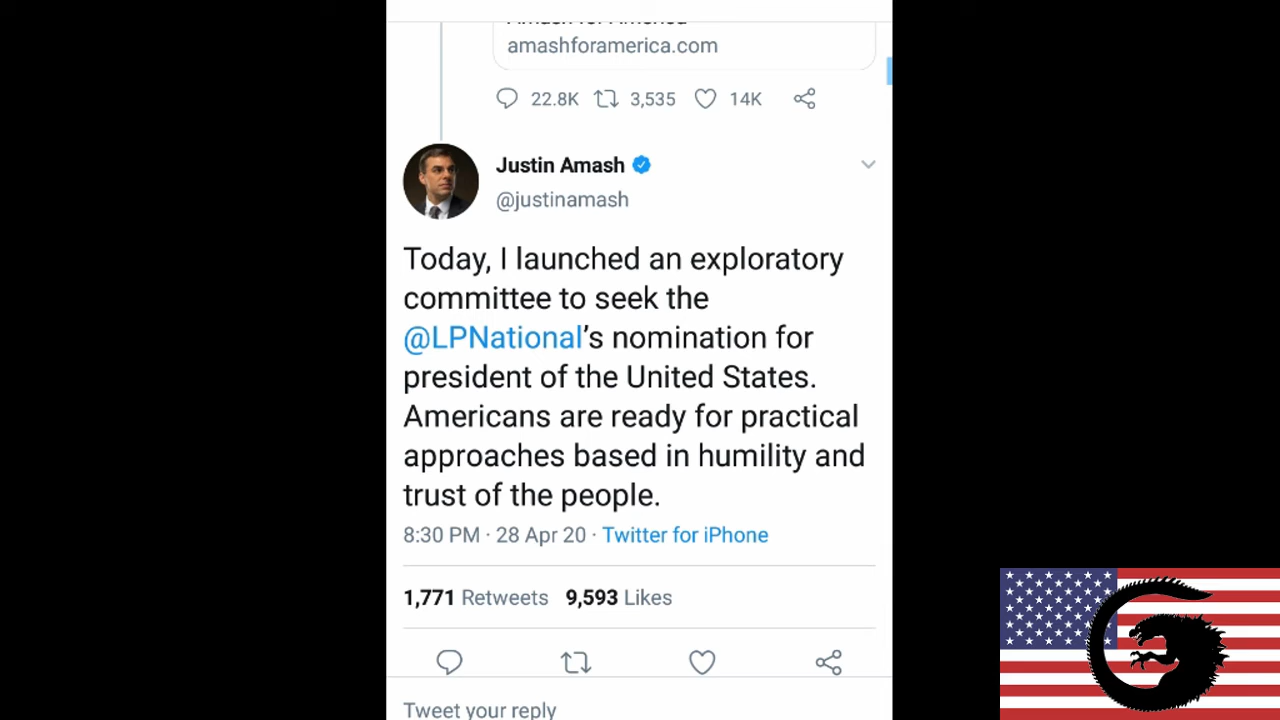 amashforamerica.com
22.8K 3,535 14K
Justin Amash
@justinamash
Today, I launched an exploratory
committee to seek the
@LPNational's nomination for
president of the United States.
Americans are ready for practical
approaches based in humility and
trust of the people.
8:30 PM · 28 Apr 20 · Twitter for iPhone
1,771 Retweets 9,593 Likes
Tweet your reply